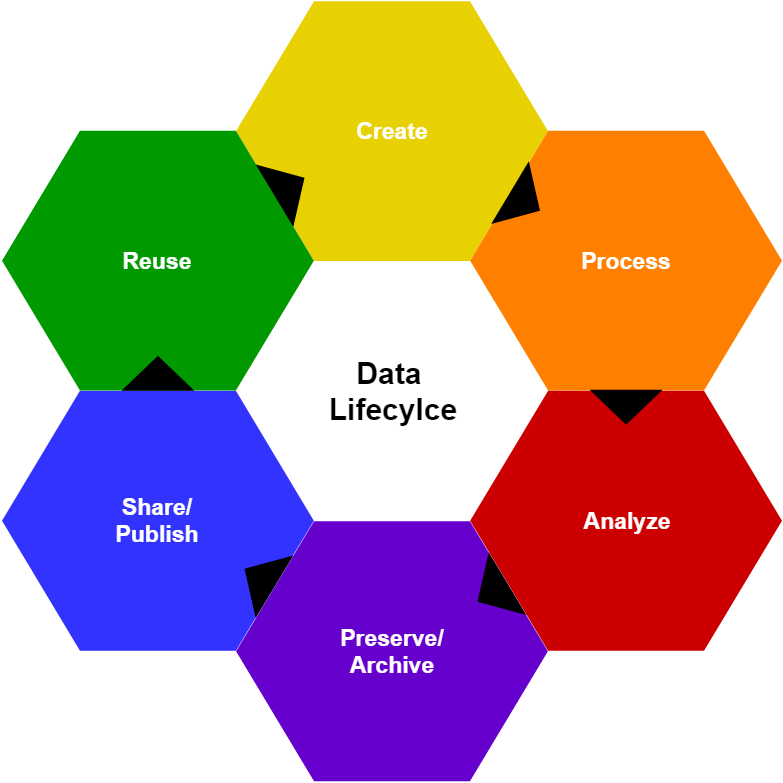 Create
Process
Analyze
Preserve/
Archive
Share/
Publish
Reuse
Data
Lifecylce